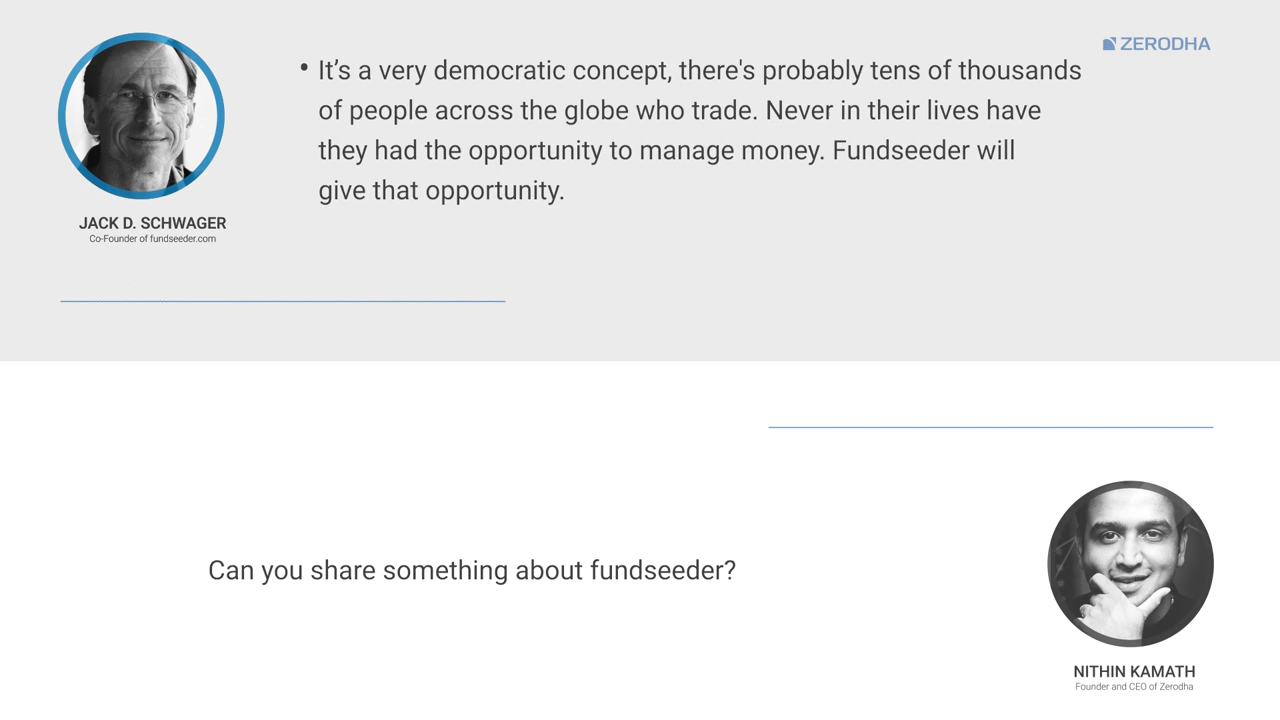 ZERODHA
• It’s a very democratic concept, there's probably tens of thousands
of people across the globe who trade. Never in their lives have
they had the opportunity to manage money. Fundseeder will
give that opportunity.
JACK D. SCHWAGER
Co-Founder of fundseeder.com
Can you share something about fundseeder?
NITHIN KAMATH
Founder and CEO of Zerodha